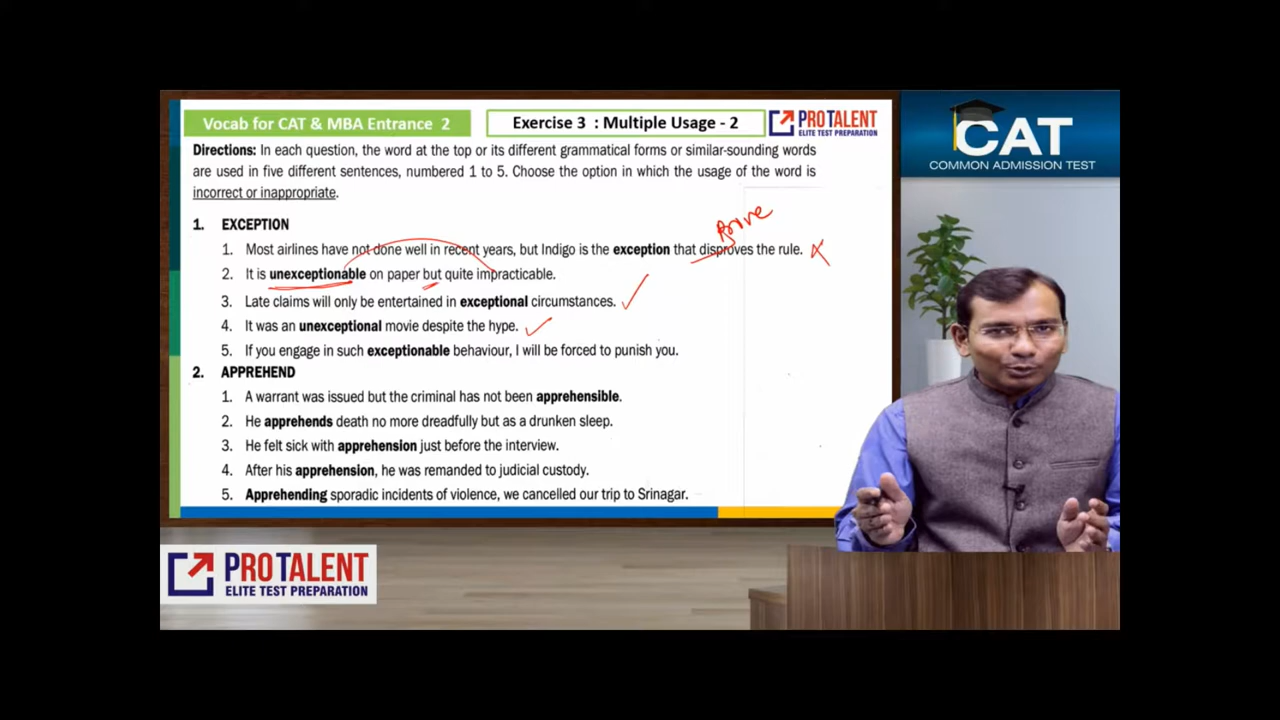 Vocab for CAT & MBA Entrance 2
Exercise 3 : Multiple Usage - 2
PROTALENT
ELITE TEST PREPARATION
CAT
COMMON ADMISSION TEST
Directions: In each question, the word at the top or its different grammatical forms or similar-sounding words
are used in five different sentences, numbered 1 to 5. Choose the option in which the usage of the word is
incorrect or inappropriate.
1. EXCEPTION
Prove
1. Most airlines have not done well in recent years, but Indigo is the exception that disproves the rule.
2. It is unexceptionable on paper but quite impracticable.
3. Late claims will only be entertained in exceptional circumstances.
4. It was an unexceptional movie despite the hype.
5. If you engage in such exceptionable behaviour, I will be forced to punish you.
2. APPREHEND
1. A warrant was issued but the criminal has not been apprehensible.
2. He apprehends death no more dreadfully but as a drunken sleep.
3. He felt sick with apprehension just before the interview.
4. After his apprehension, he was remanded to judicial custody.
5. Apprehending sporadic incidents of violence, we cancelled our trip to Srinagar.
PROTALENT
ELITE TEST PREPARATION